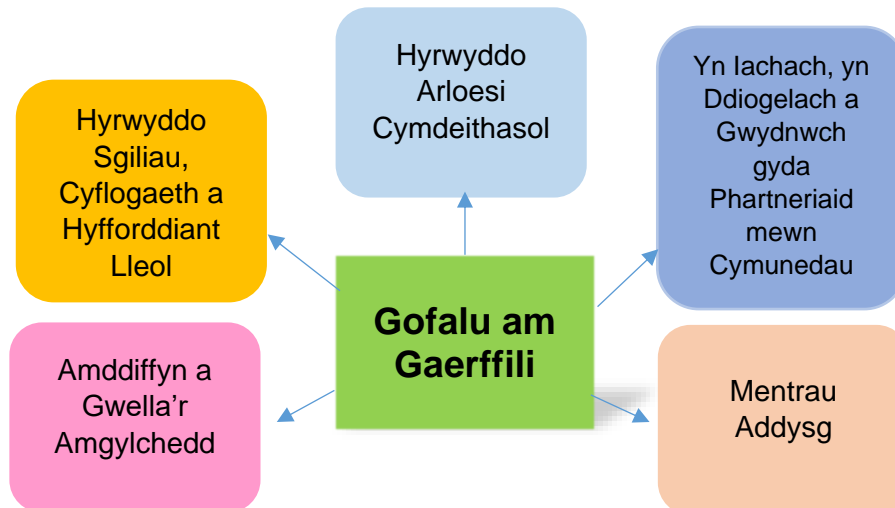 Hyrwyddo
Sgiliau,
Cyflogaeth a
Hyfforddiant
Lleol
Hyrwyddo
Arloesi
Cymdeithasol
Yn Iachach, yn
Ddiogelach a
Gwydnwch
gyda
Phartneriaid
mewn
Cymunedau
Gofalu am
Gaerffili
Amddiffyn a
Gwella’r
Amgylchedd
Mentrau
Addysg